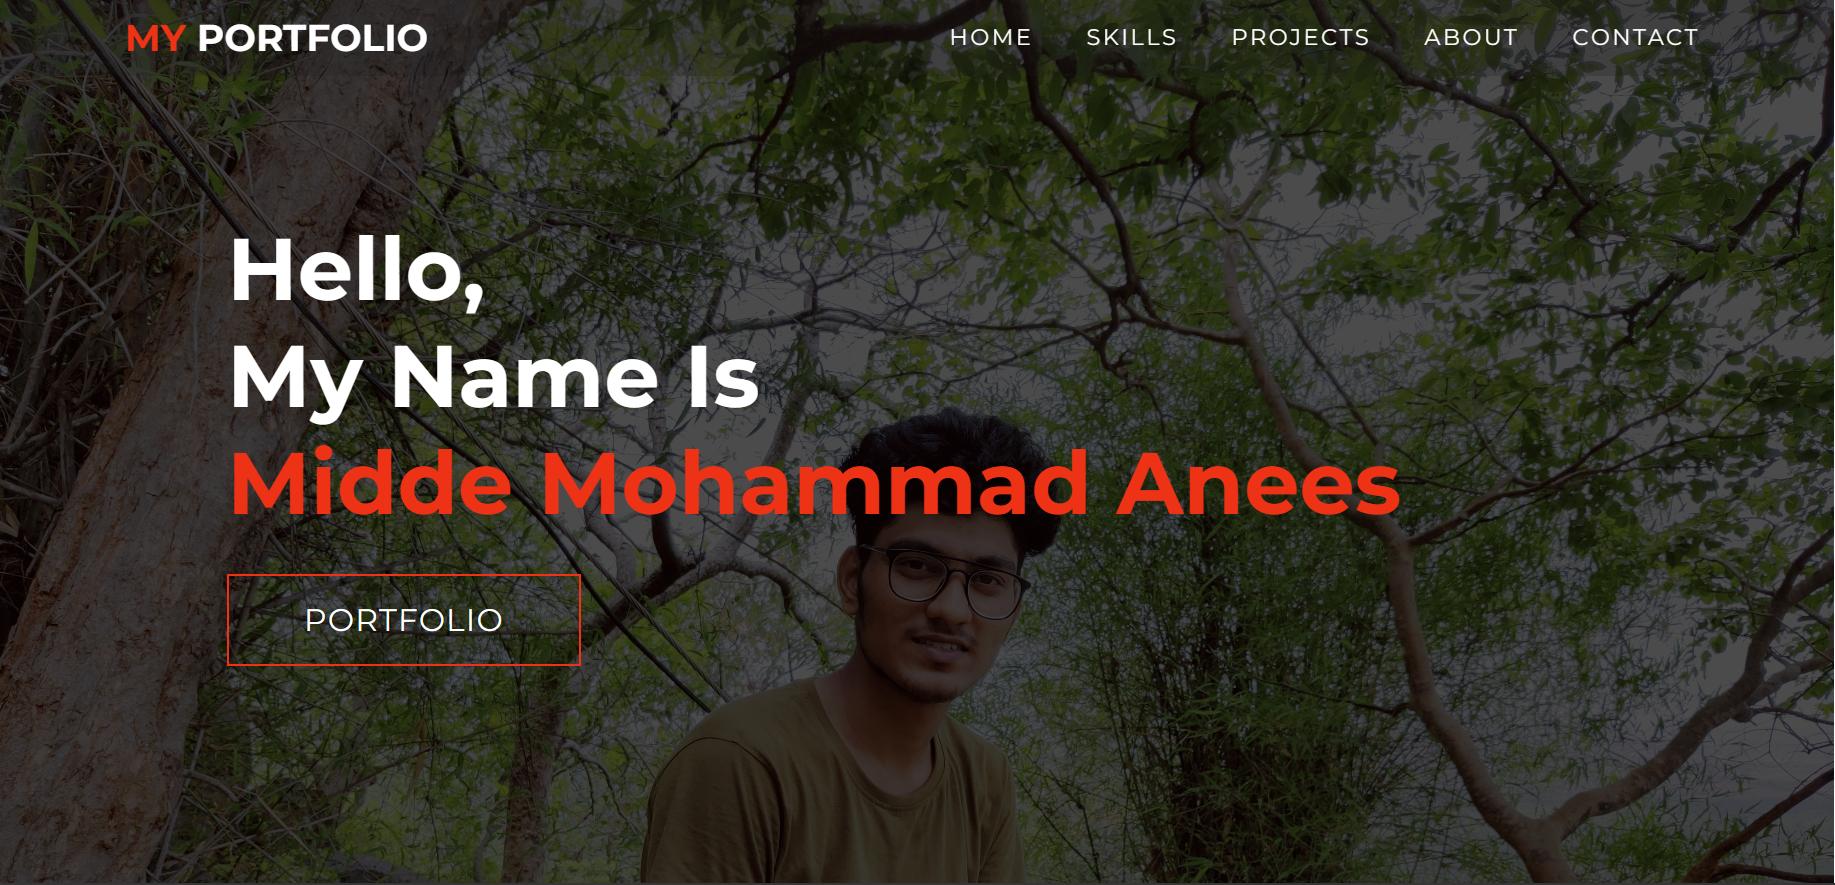 MY PORTFOLIO
HOME SKILLS PROJECTS ABOUT CONTACT
Hello,
My Name Is
Midde Mohammad Anees
PORTFOLIO